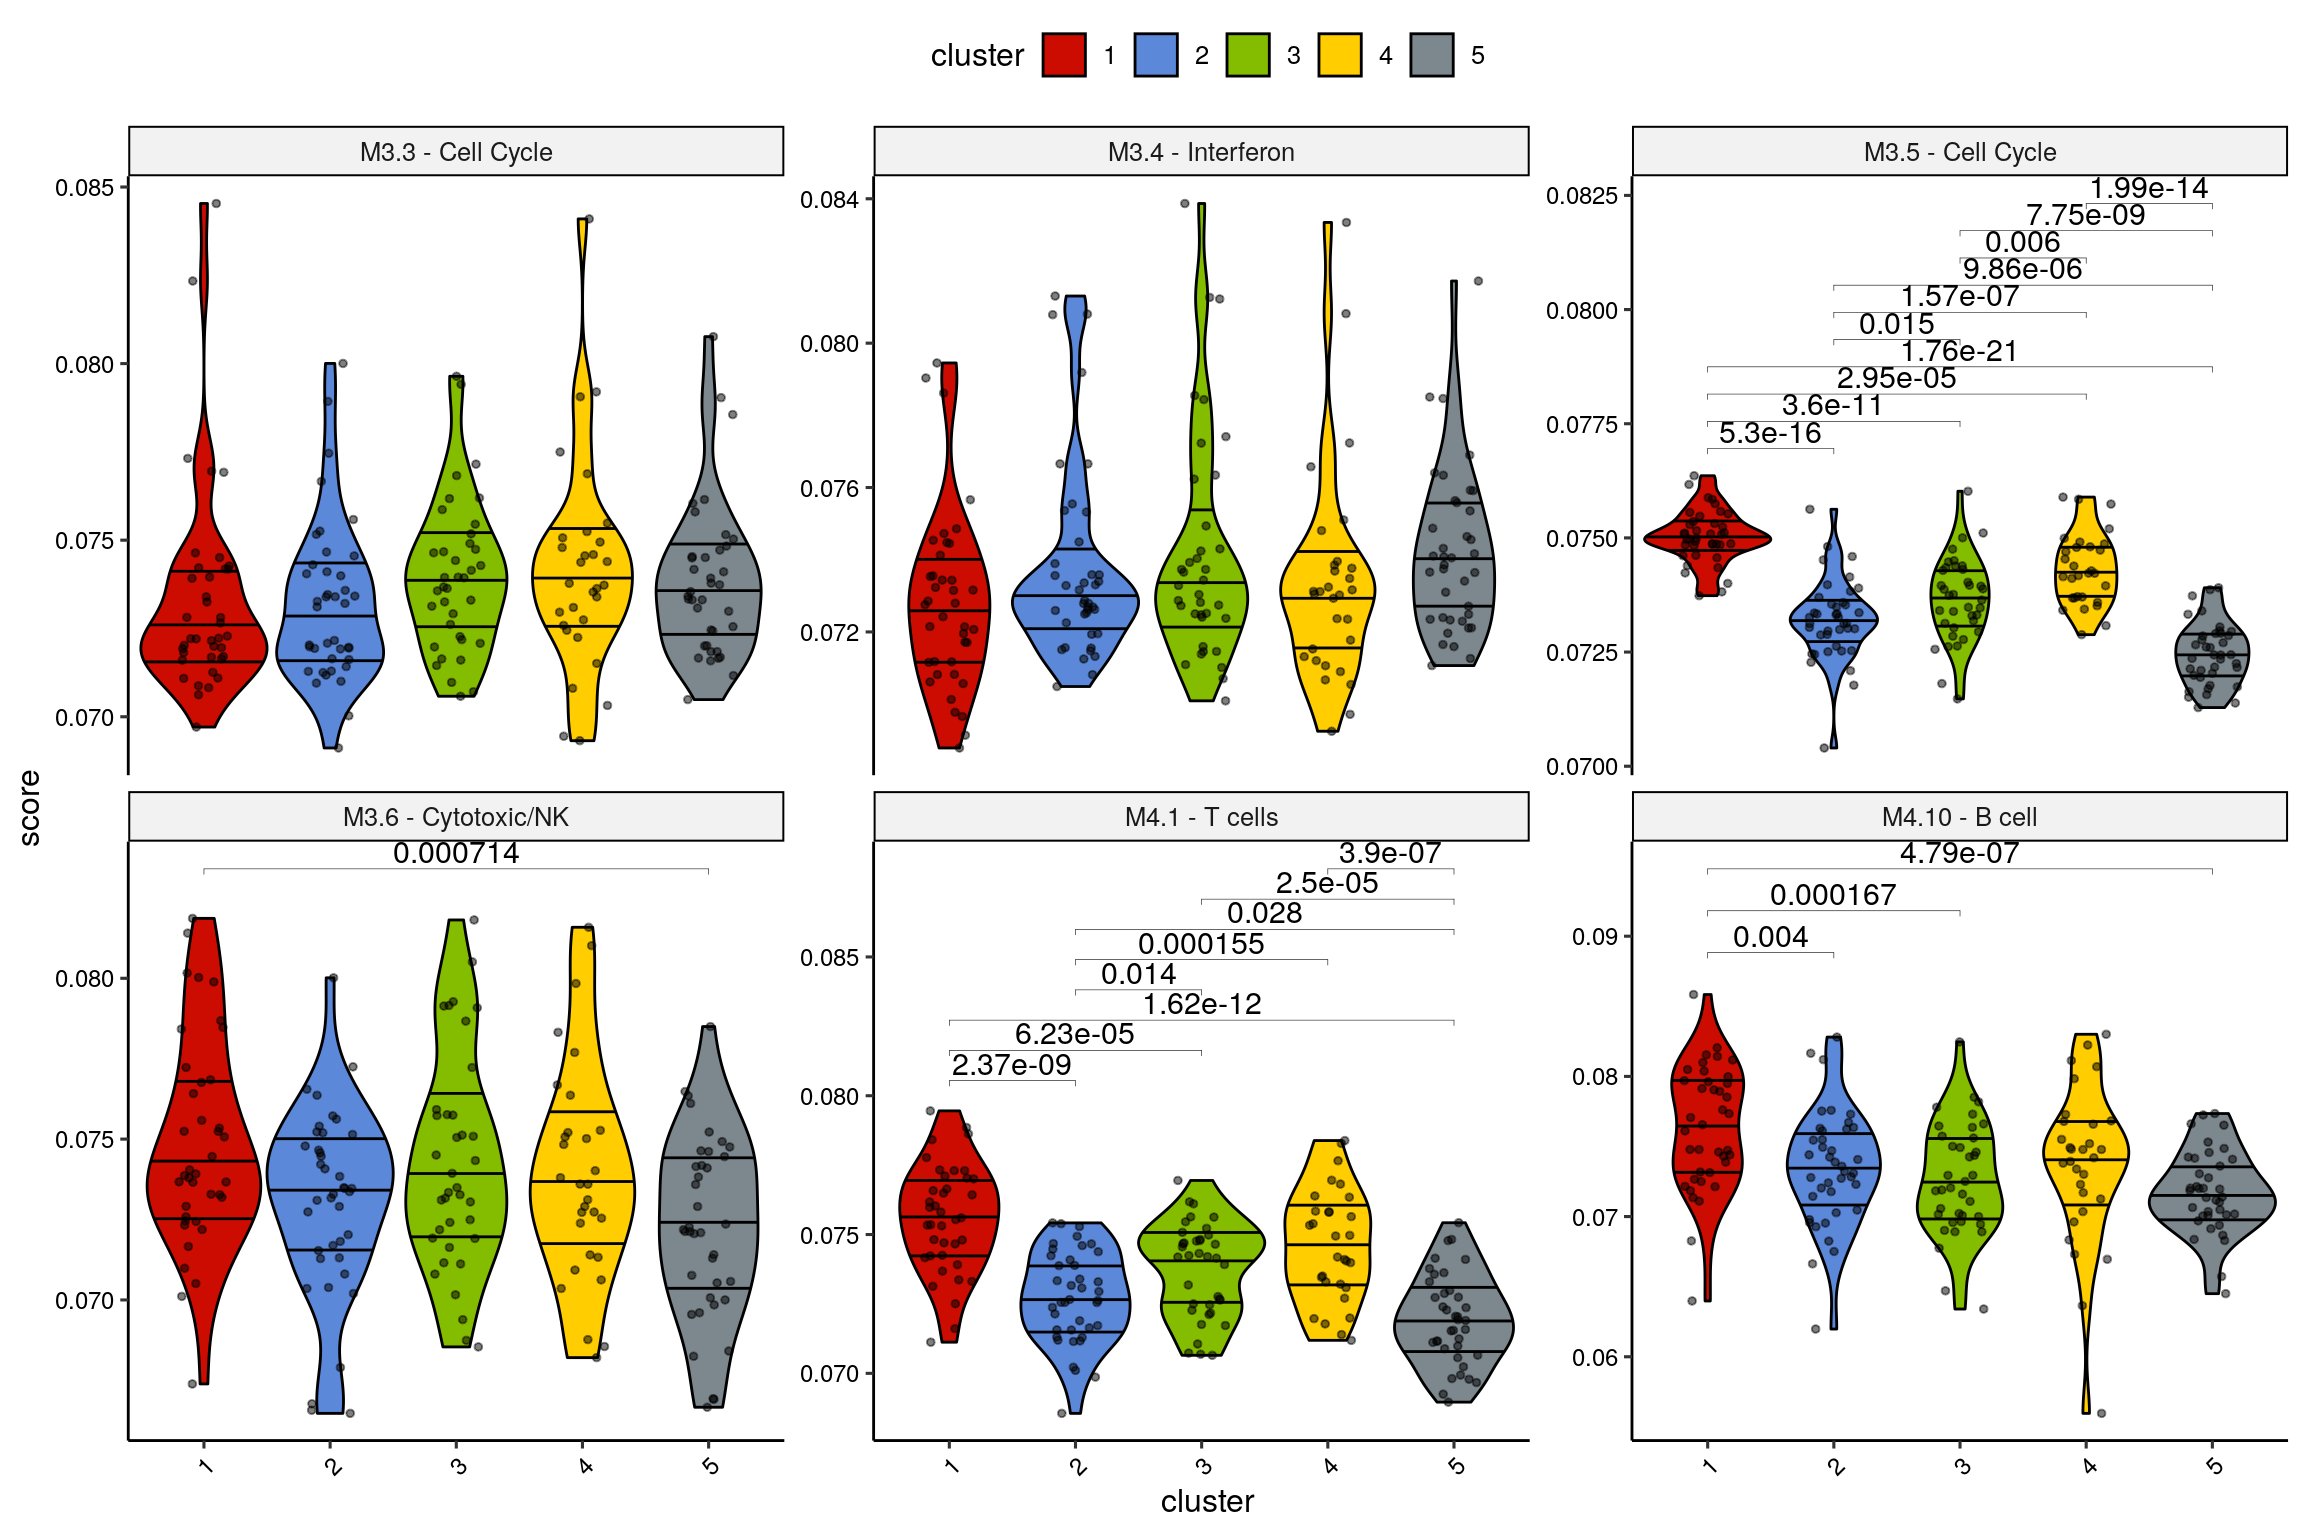 cluster 1 2 3 4 5
M3.3 - Cell Cycle
0.085
0.080
0.075
0.070
M3.4 - Interferon
0.084
0.080
0.076
0.072
M3.5 - Cell Cycle
0.0825
0.0800
0.0775
0.0750
0.0725
0.0700
1.99e-14
7.75e-09
0.006
9.86e-06
1.57e-07
0.015
1.76e-21
2.95e-05
3.6e-11
5.3e-16
score
M3.6 - Cytotoxic/NK
0.000714
0.080
0.075
0.070
1 2 3 4 5
M4.1 - T cells
3.9e-07
2.5e-05
0.028
0.000155
0.014
1.62e-12
6.23e-05
2.37e-09
0.085
0.080
0.075
0.070
1 2 3 4 5
M4.10 - B cell
4.79e-07
0.000167
0.004
0.09
0.08
0.07
0.06
1 2 3 4 5
cluster